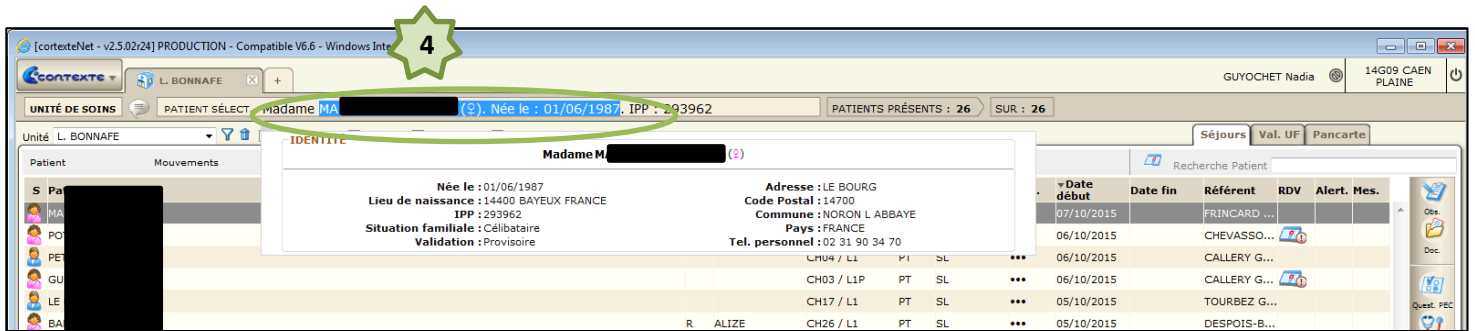 4
[cortexteNet - v2.5.02r24] PRODUCTION - Compatible V6.6 - Windows Inte
CORTEXTE L. BONNAFE + GUYOCHET Nadia 14G09 CAEN PLAINE
UNITÉ DE SOINS PATIENT SÉLECT Madame MA (♀). Née le : 01/06/1987. IPP : 293962 PATIENTS PRÉSENTS : 26 SUR : 26
Unité L. BONNAFE Séjours Val. UF Pancarte
IDENTITE
Madame M (♀)
Patient Mouvements Recherche Patient
Née le : 01/06/1987 Adresse : LE BOURG
Lieu de naissance : 14400 BAYEUX FRANCE Code Postal : 14700
IPP : 293962 Commune : NORON L ABBAYE
Situation familiale : Célibataire Pays : FRANCE
Validation : Provisoire Tel. personnel : 02 31 90 34 70
S Pa Date début Date fin Référent RDV Alert. Mes.
MA 07/10/2015 FRINCARD ... Obs.
PO 06/10/2015 CHEVASSO...
PET CH04 / L1 PT SL ••• 06/10/2015 CALLERY G... Doc.
GU CH03 / L1P PT SL ••• 06/10/2015 CALLERY G...
LE CH17 / L1 PT SL ••• 05/10/2015 TOURBEZ G... Quest. PEC
BA R ALIZE CH26 / L1 PT SL ••• 05/10/2015 DESPOIS-B...